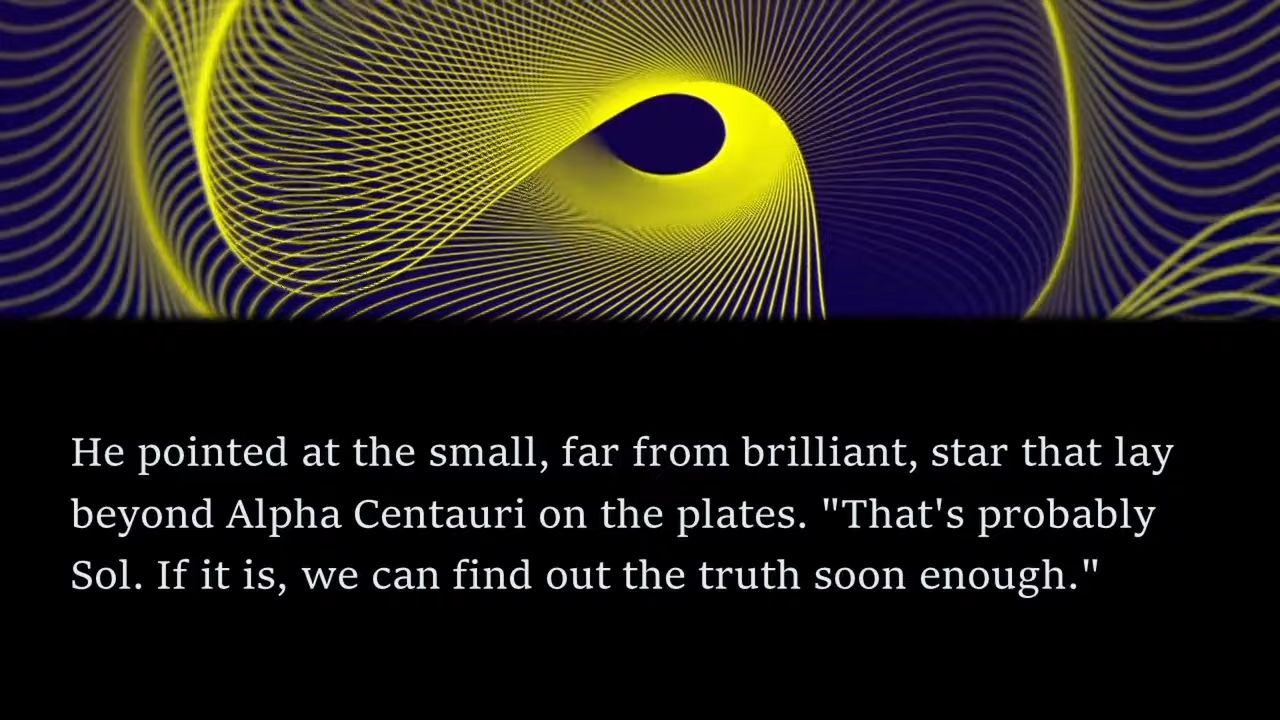 He pointed at the small, far from brilliant, star that lay
beyond Alpha Centauri on the plates. "That's probably
Sol. If it is, we can find out the truth soon enough."